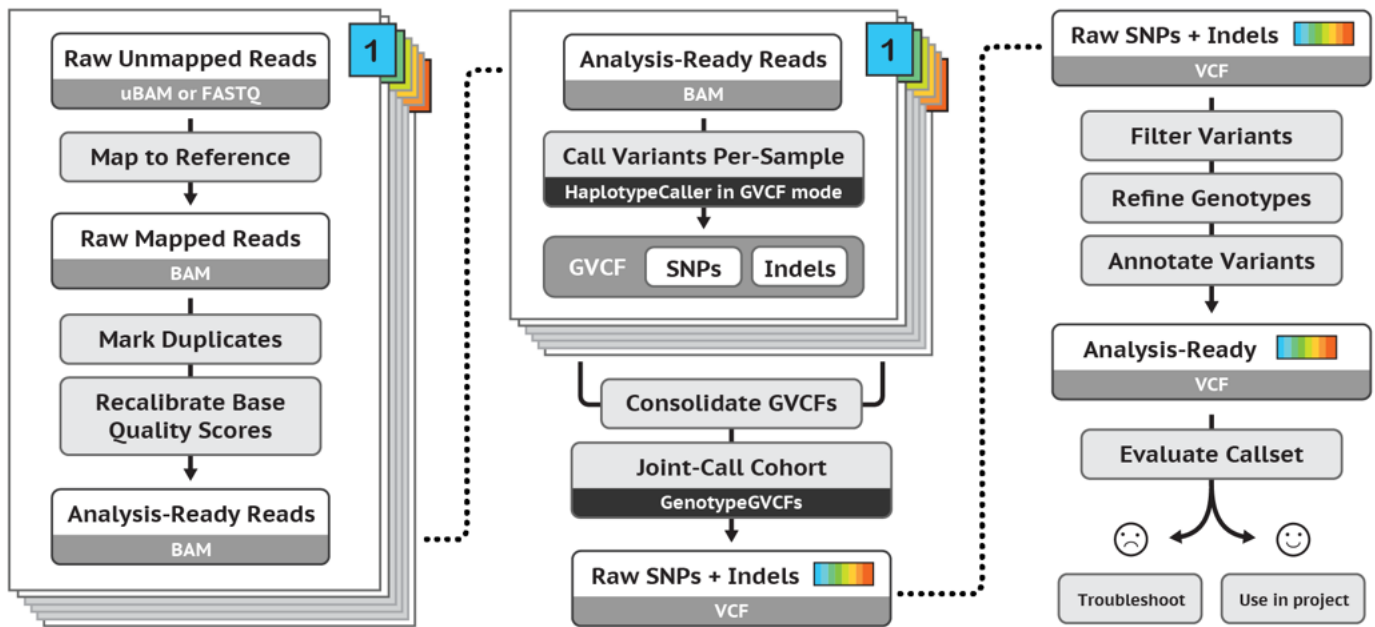 1
Raw Unmapped Reads
uBAM or FASTQ
Map to Reference
Raw Mapped Reads
BAM
Mark Duplicates
Recalibrate Base
Quality Scores
Analysis-Ready Reads
BAM
1
Analysis-Ready Reads
BAM
Call Variants Per-Sample
HaplotypeCaller in GVCF mode
GVCF SNPs Indels
Consolidate GVCFs
Joint-Call Cohort
GenotypeGVCFs
Raw SNPs + Indels
VCF
Raw SNPs + Indels
VCF
Filter Variants
Refine Genotypes
Annotate Variants
Analysis-Ready
VCF
Evaluate Callset
Troubleshoot
Use in project